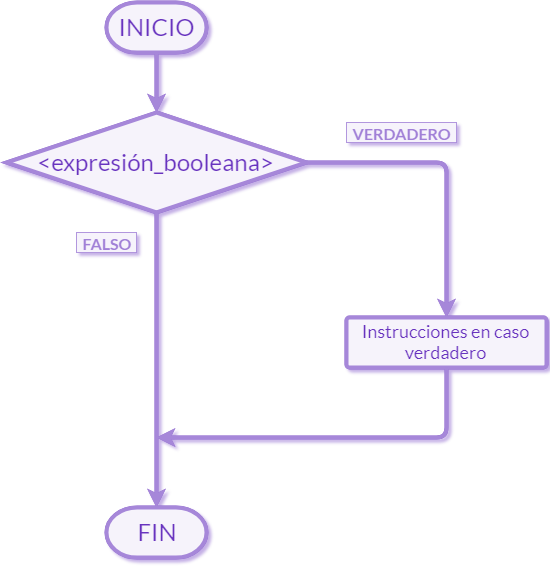 INICIO
<expresión_booleana>
VERDADERO
FALSO
Instrucciones en caso
verdadero
FIN